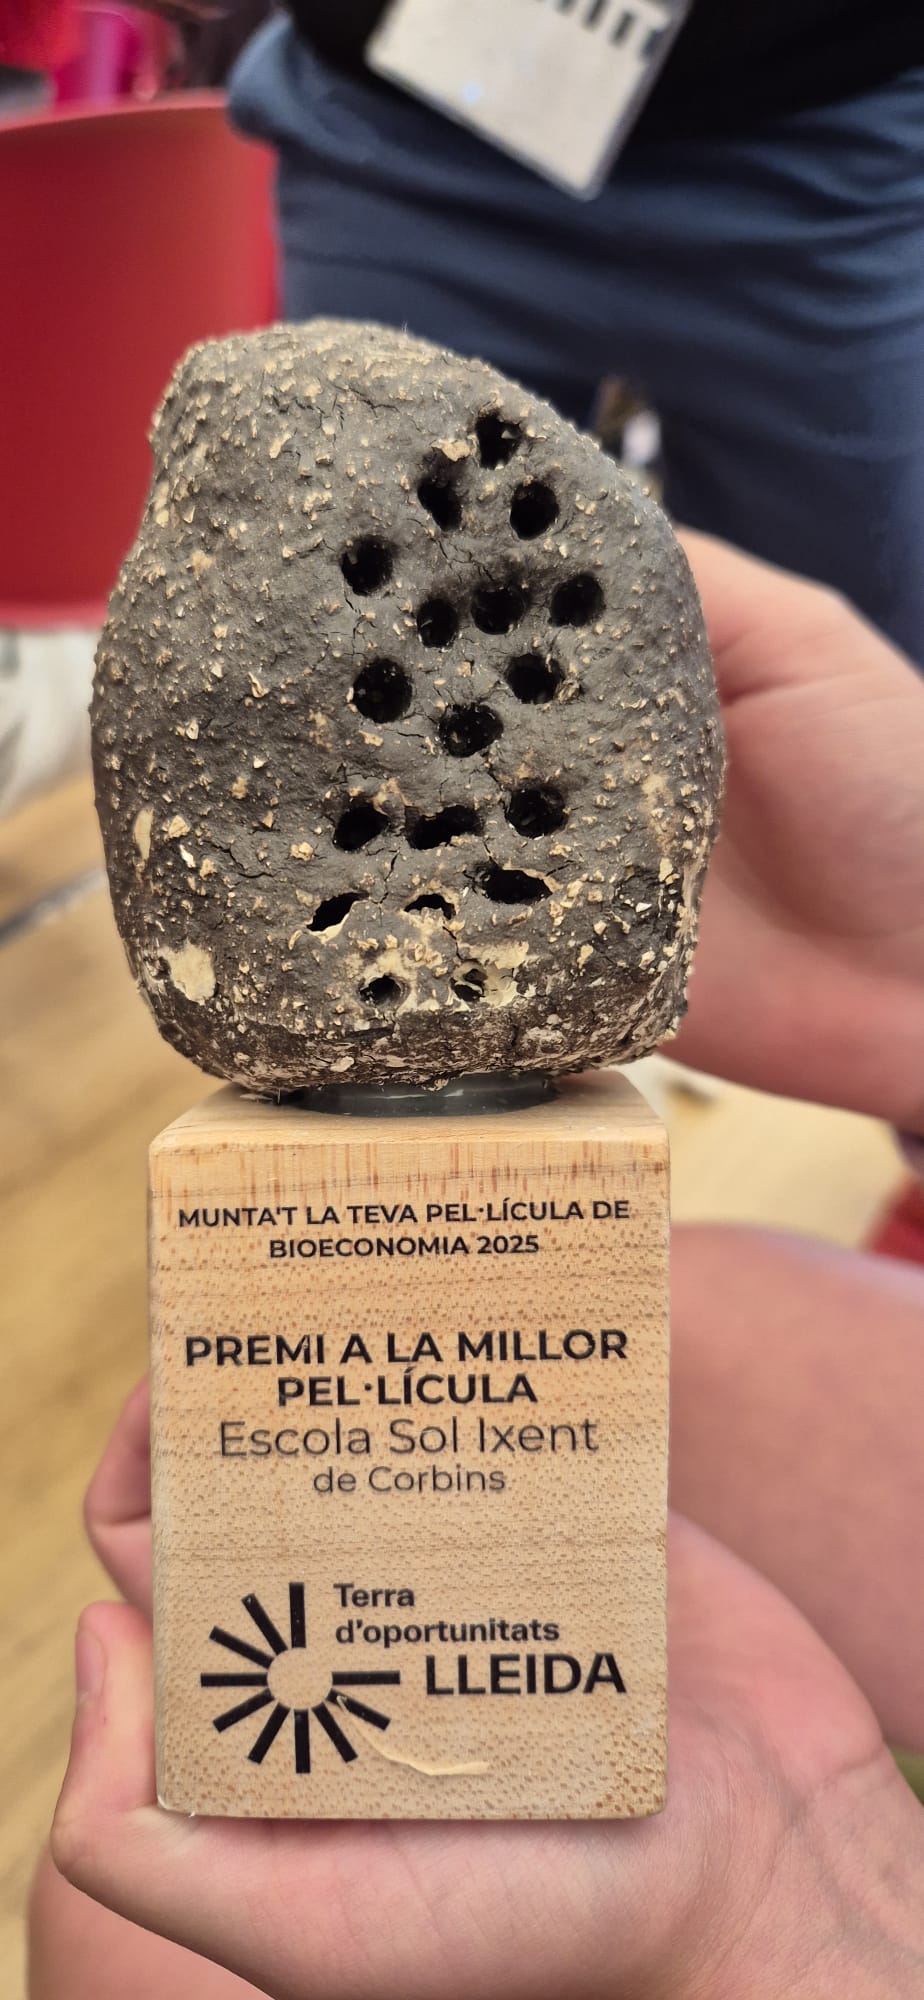 MUNTA'T LA TEVA PEL·LÍCULA DE
BIOECONOMIA 2025
PREMI A LA MILLOR
PEL·LÍCULA
Escola Sol Ixent
de Corbins
Terra
d'oportunitats
LLEIDA